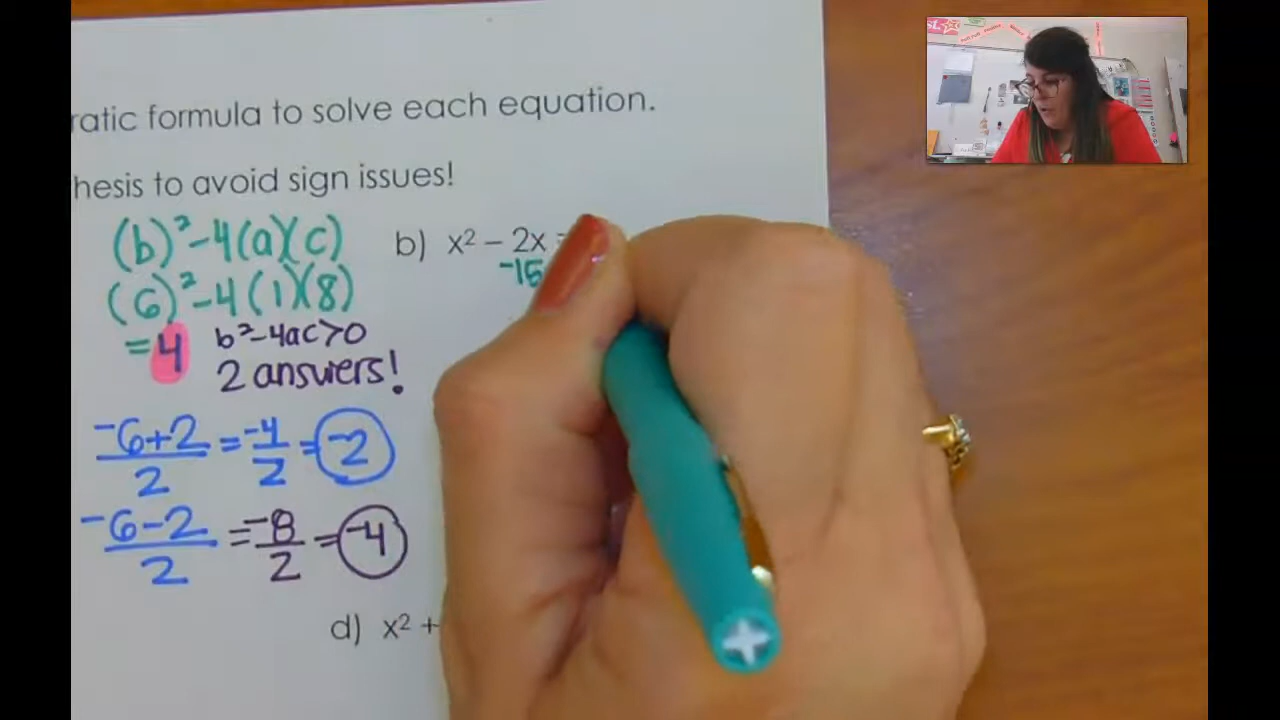 ratic formula to solve each equation.
hesis to avoid sign issues!
(b)² - 4(a)(c)
(6)² - 4(1)(8)
= 4
b² - 4ac > 0
2 answers!
b) x² − 2x
-15
-6+2/2 = -4/2 = -2
-6-2/2 = -8/2 = -4
d) x² +